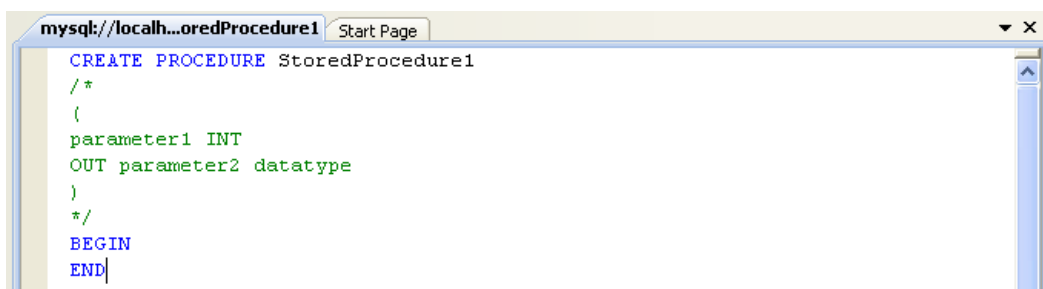 mysql://localh...oredProcedure1 Start Page
CREATE PROCEDURE StoredProcedure1
/*
(
parameter1 INT
OUT parameter2 datatype
)
*/
BEGIN
END